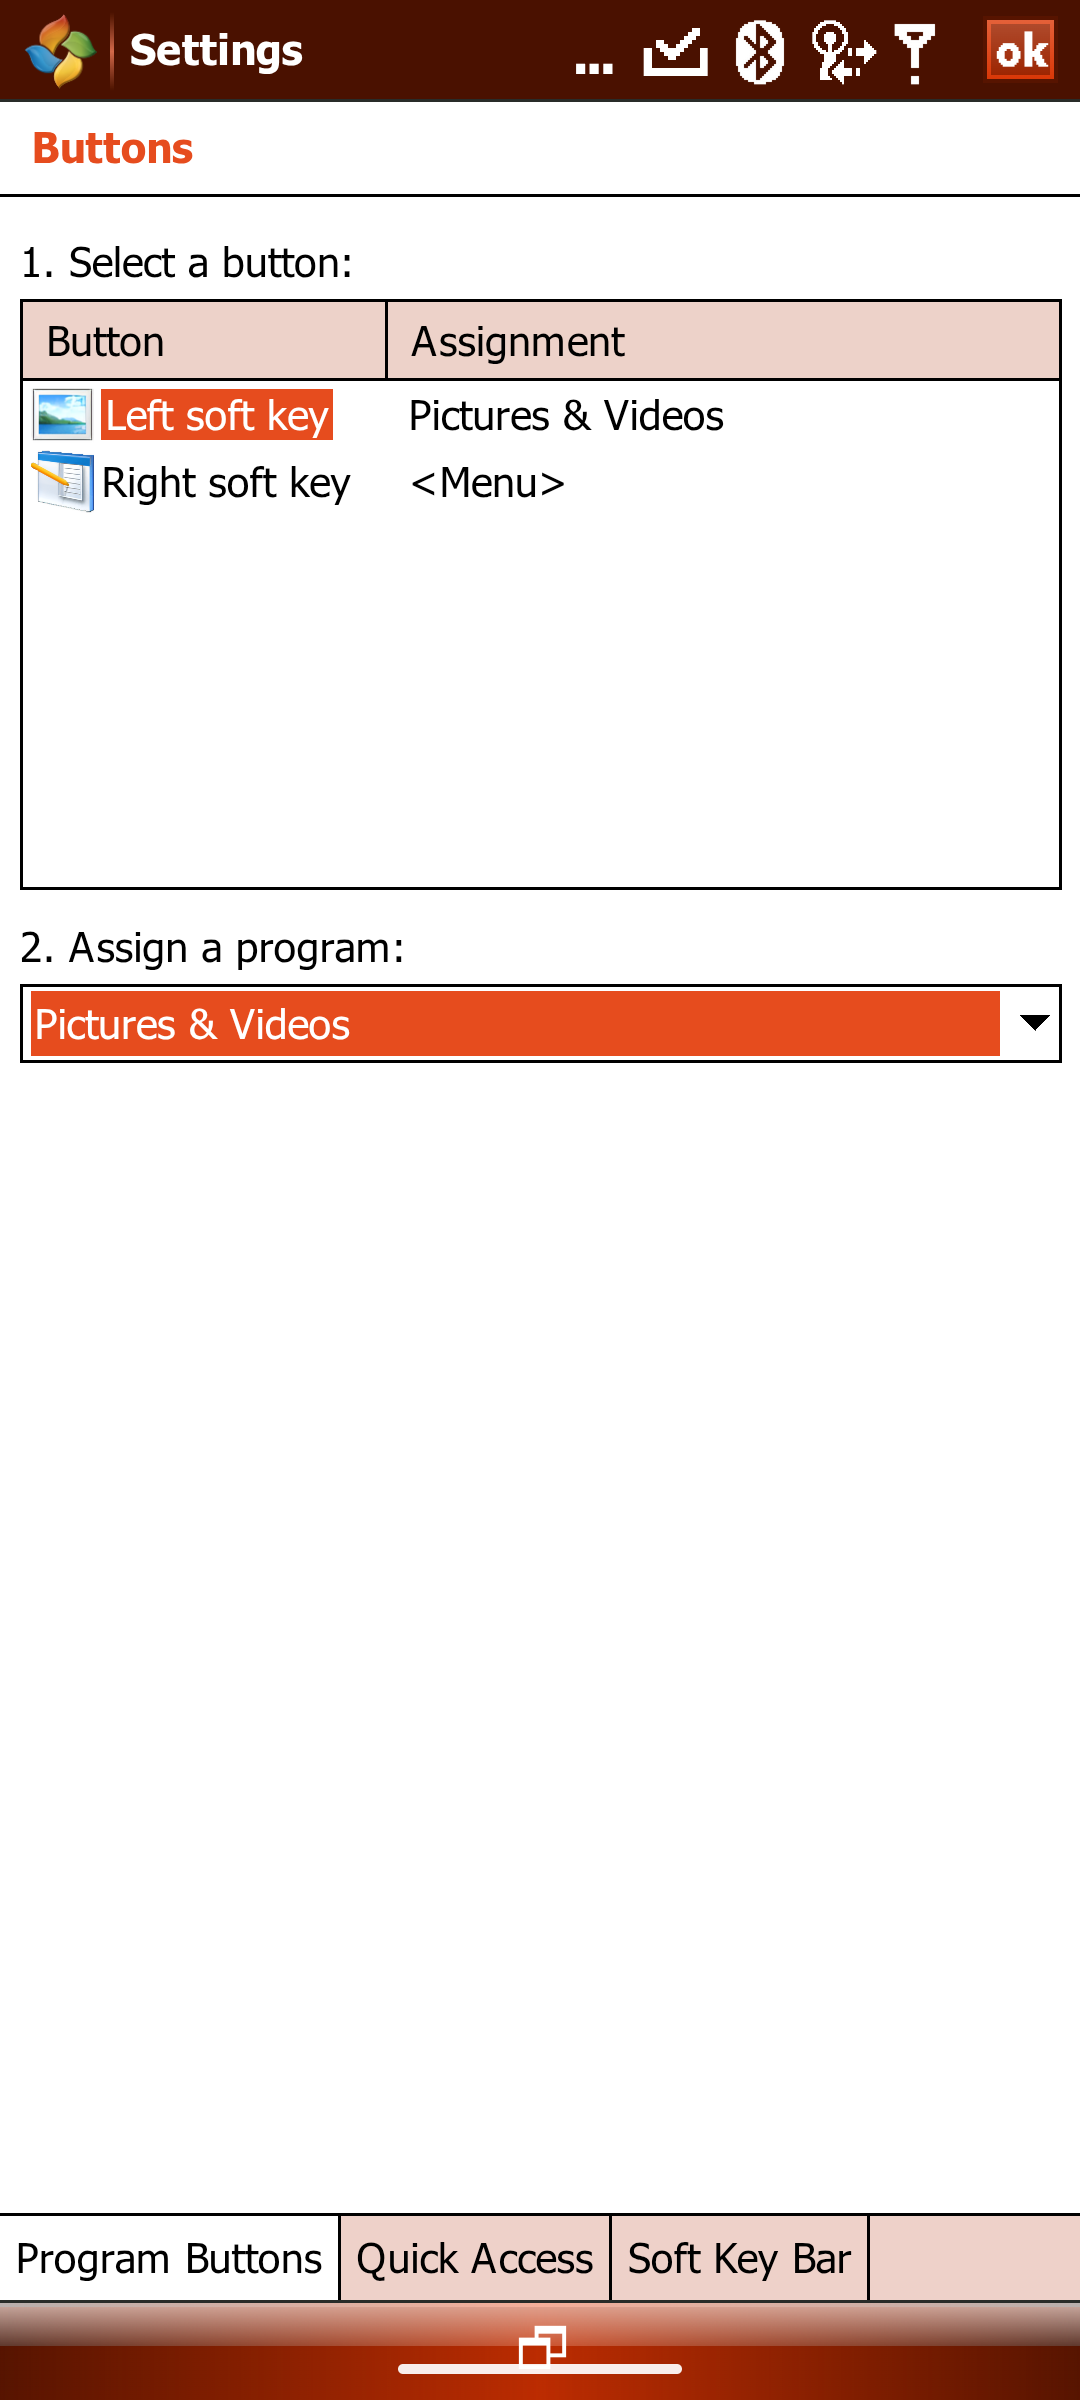 Settings
ok
Buttons
1. Select a button:
Button Assignment
Left soft key Pictures & Videos
Right soft key <Menu>
2. Assign a program:
Pictures & Videos
Program Buttons Quick Access Soft Key Bar